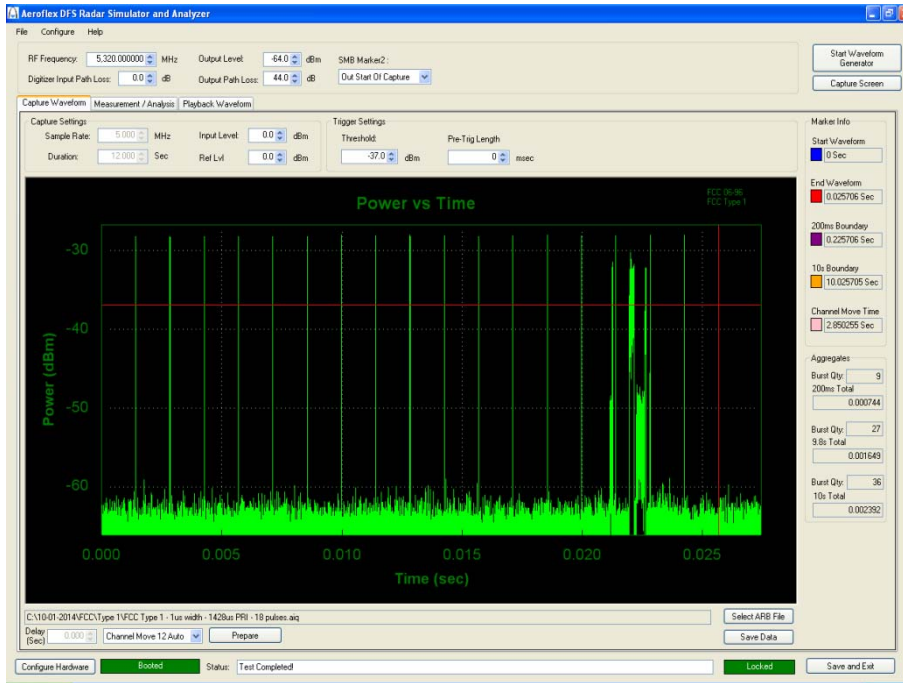 Aeroflex DFS Radar Simulator and Analyzer
File Configure Help
RF Frequency: 5,320.000000 MHz Output Level: -64.0 dBm SMB Marker2 :
Digitizer Input Path Loss: 0.0 dB Output Path Loss: 44.0 dB Out Start Of Capture
Start Waveform Generator
Capture Screen
Capture Waveform Measurement / Analysis Playback Waveform
Capture Settings
Sample Rate: 5.000 MHz Input Level: 0.0 dBm
Duration: 12.000 Sec Ref Lvl 0.0 dBm
Trigger Settings
Threshold: Pre-Trig Length
-37.0 dBm 0 msec
Marker Info
Start Waveform
0 Sec
End Waveform
0.025706 Sec
200ms Boundary
0.225706 Sec
10s Boundary
10.025705 Sec
Channel Move Time
2.850255 Sec
Aggregates
Burst Qty: 9
200ms Total
0.000744
Burst Qty: 27
9.8s Total
0.001649
Burst Qty: 36
10s Total
0.002392
Power vs Time
FCC 06-96
FCC Type 1
-30
-40
-50
-60
Power (dBm)
0.000 0.005 0.010 0.015 0.020 0.025
Time (sec)
C:\10-01-2014\FCC\Type 1\FCC Type 1 - 1us width - 1428us PRI - 18 pulses.aiq
Select ARB File
Delay (Sec) 0.000 Channel Move 12 Auto Prepare
Save Data
Configure Hardware Booted Status: Test Completed! Locked Save and Exit